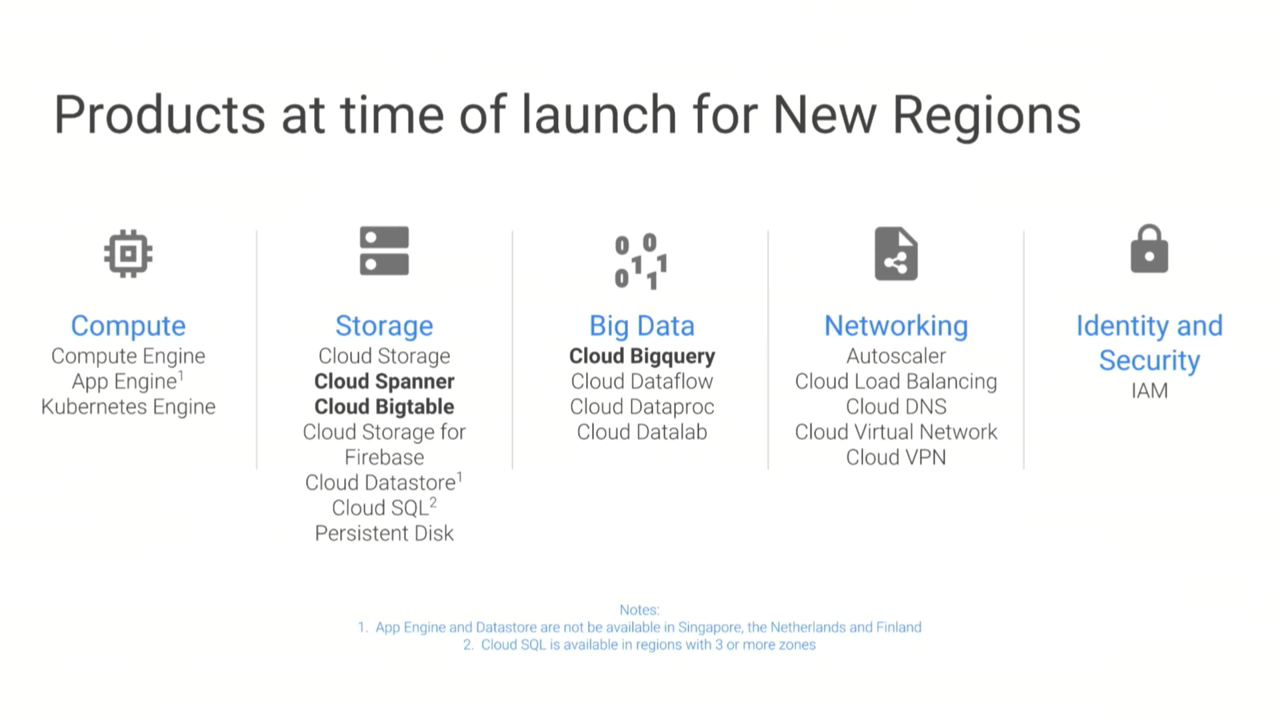 Products at time of launch for New Regions
0 0
1 1
0 1
Compute
Compute Engine
App Engine¹
Kubernetes Engine
Storage
Cloud Storage
Cloud Spanner
Cloud Bigtable
Cloud Storage for
Firebase
Cloud Datastore¹
Cloud SQL²
Persistent Disk
Big Data
Cloud Bigquery
Cloud Dataflow
Cloud Dataproc
Cloud Datalab
Networking
Autoscaler
Cloud Load Balancing
Cloud DNS
Cloud Virtual Network
Cloud VPN
Identity and
Security
IAM
Notes:
1. App Engine and Datastore are not be available in Singapore, the Netherlands and Finland
2. Cloud SQL is available in regions with 3 or more zones